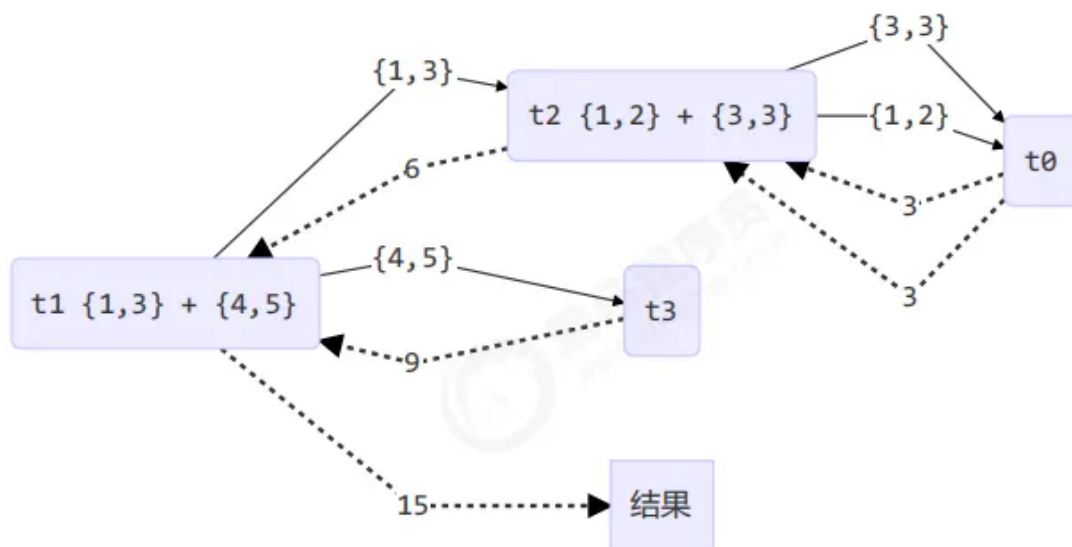 {3,3}
{1,3}
t2 {1,2} + {3,3}
{1,2}
t0
6
3
{4,5}
t1 {1,3} + {4,5}
t3
3
9
15
结果